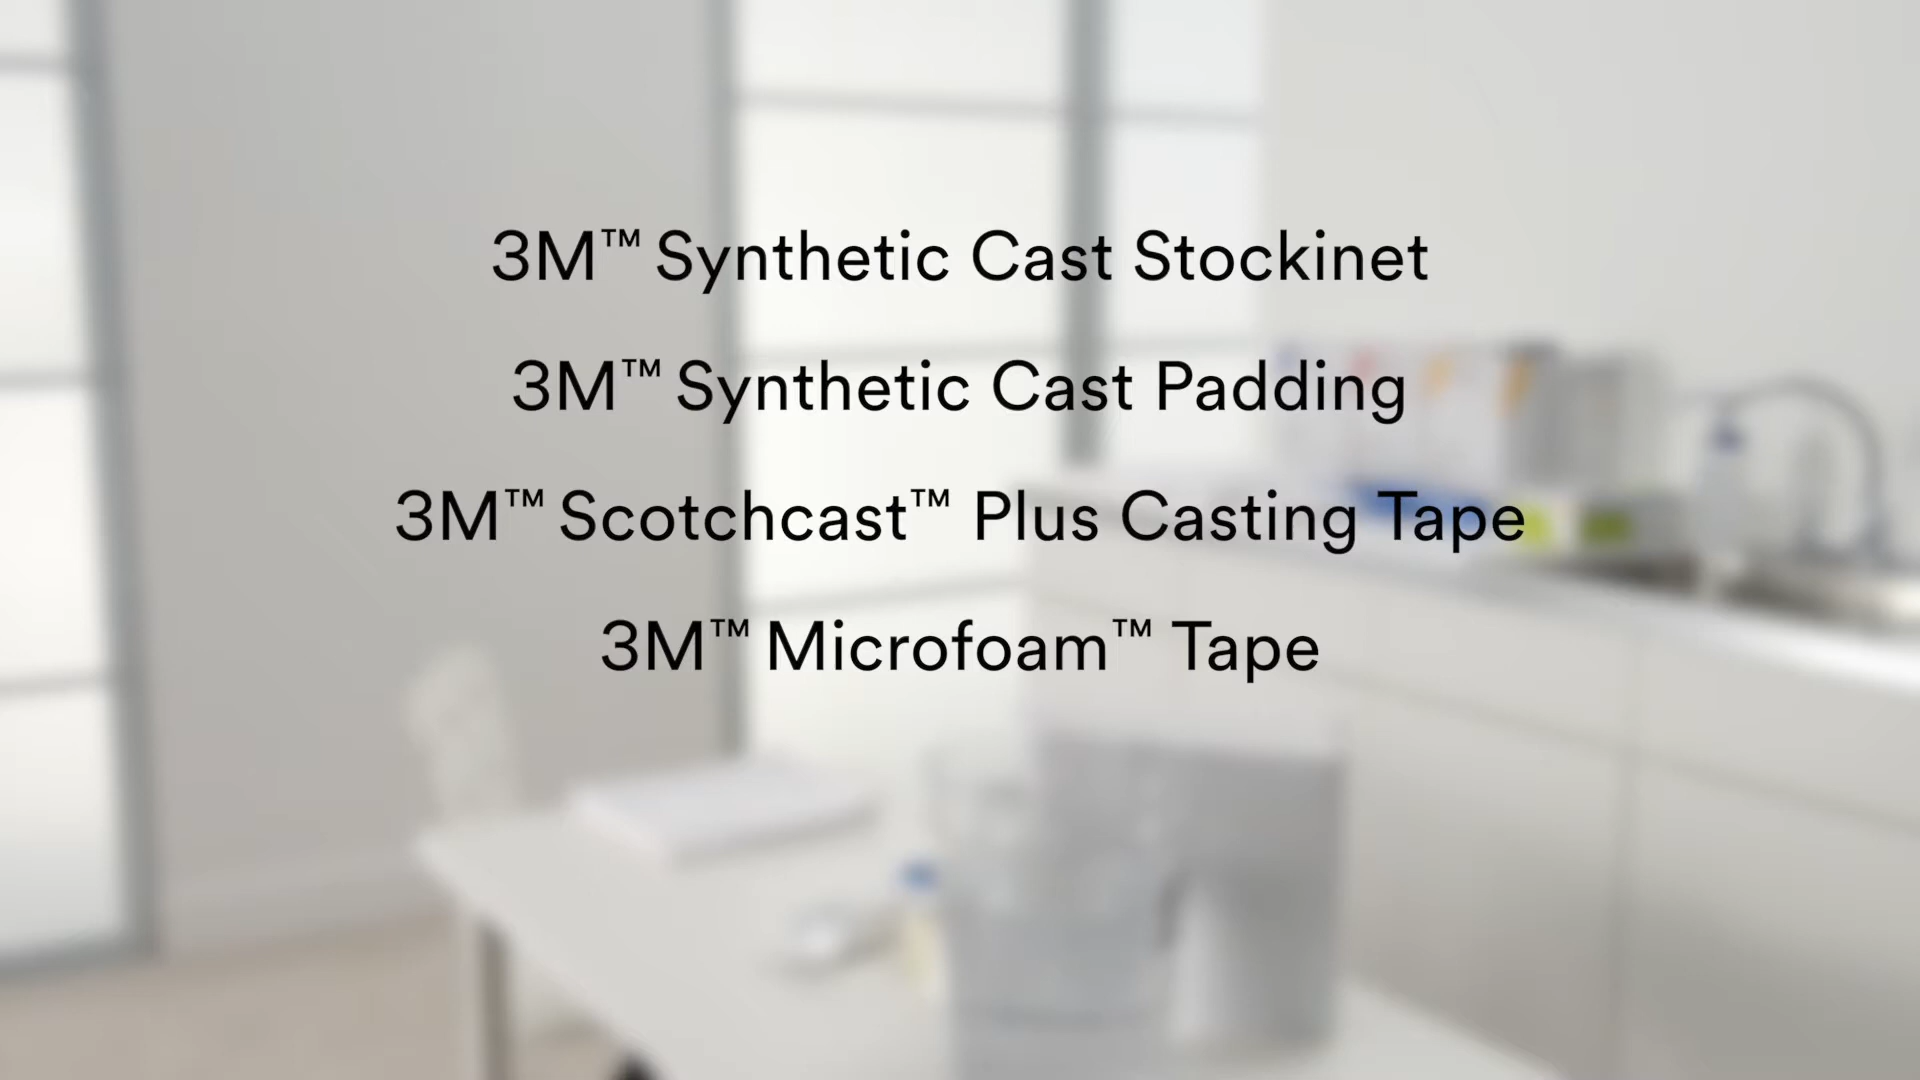 3M™ Synthetic Cast Stockinet
3M™ Synthetic Cast Padding
3M™ Scotchcast™ Plus Casting Tape
3M™ Microfoam™ Tape